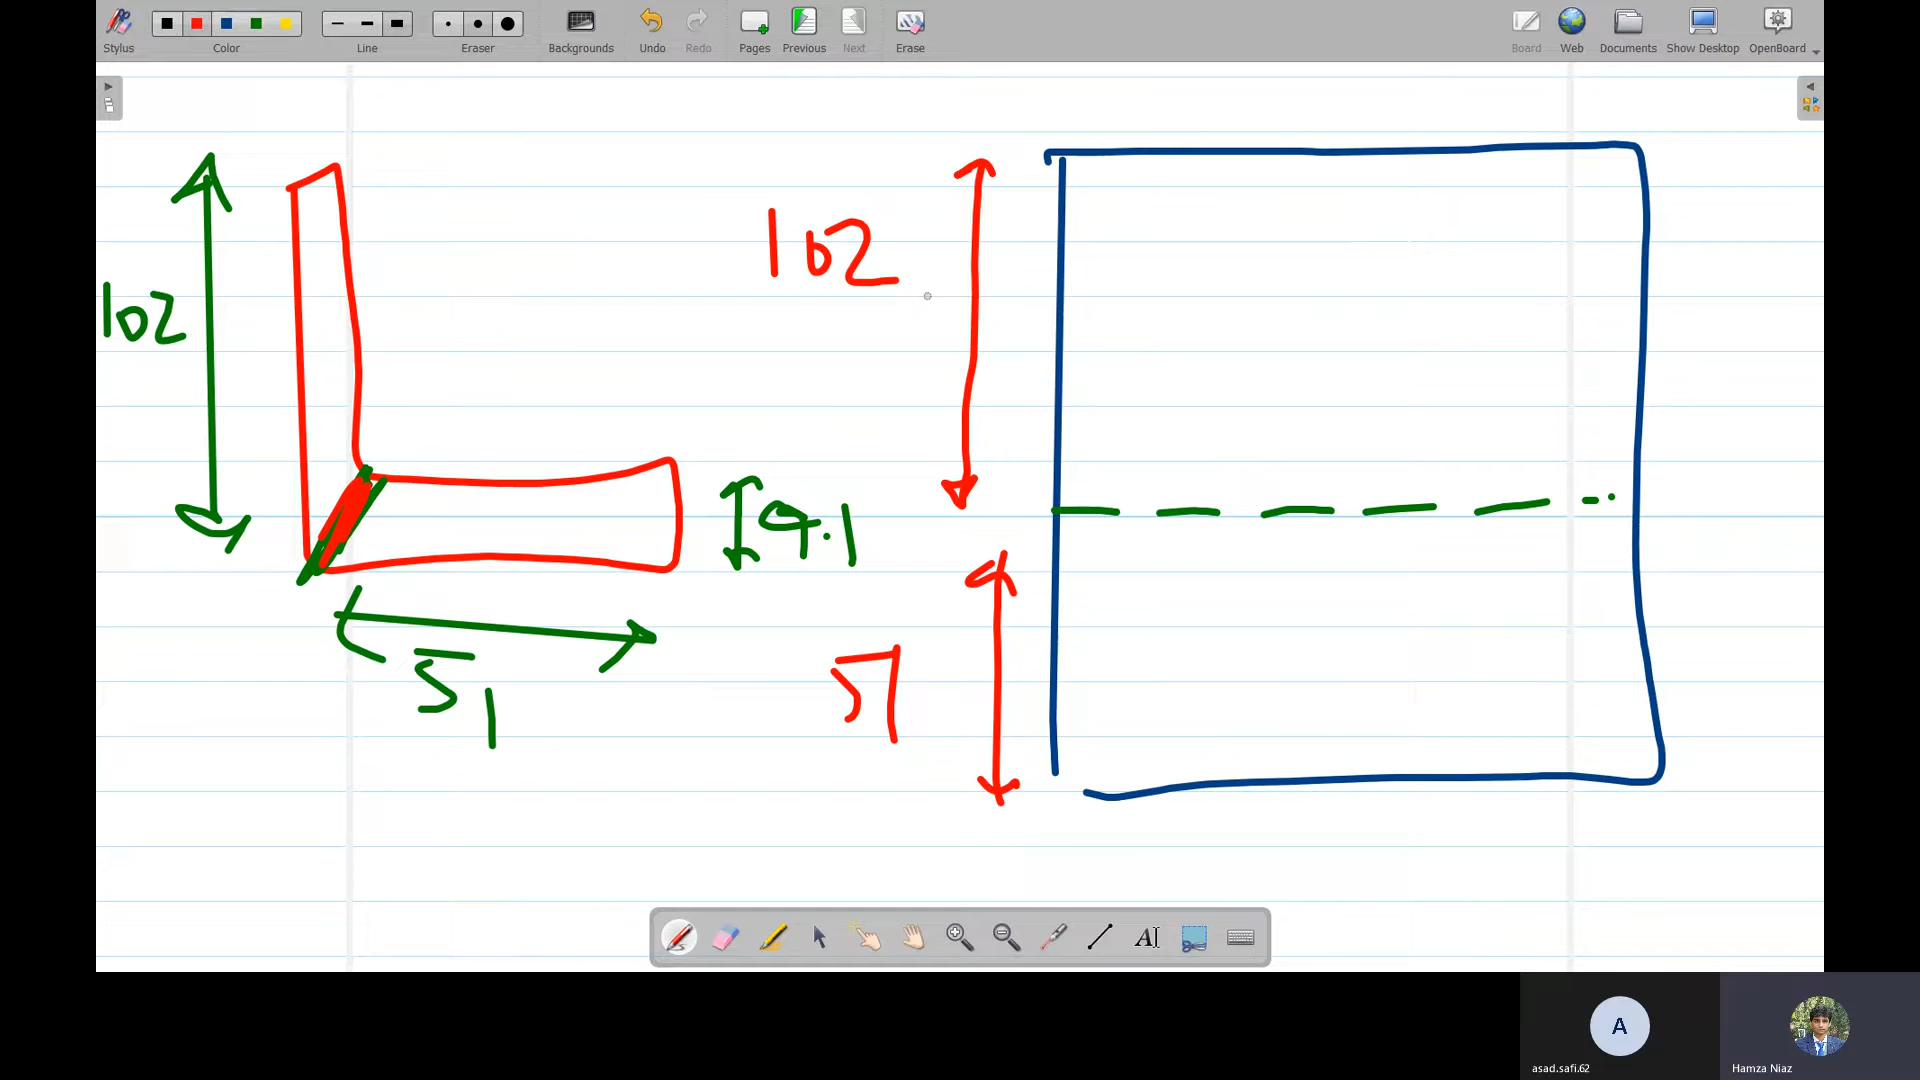 Stylus
Color
Line
Eraser
Backgrounds
Undo
Redo
Pages
Previous
Next
Erase
Board
Web
Documents
Show Desktop
OpenBoard
102
102
9.1
51
51
A
asad.safi.62
Hamza Niaz